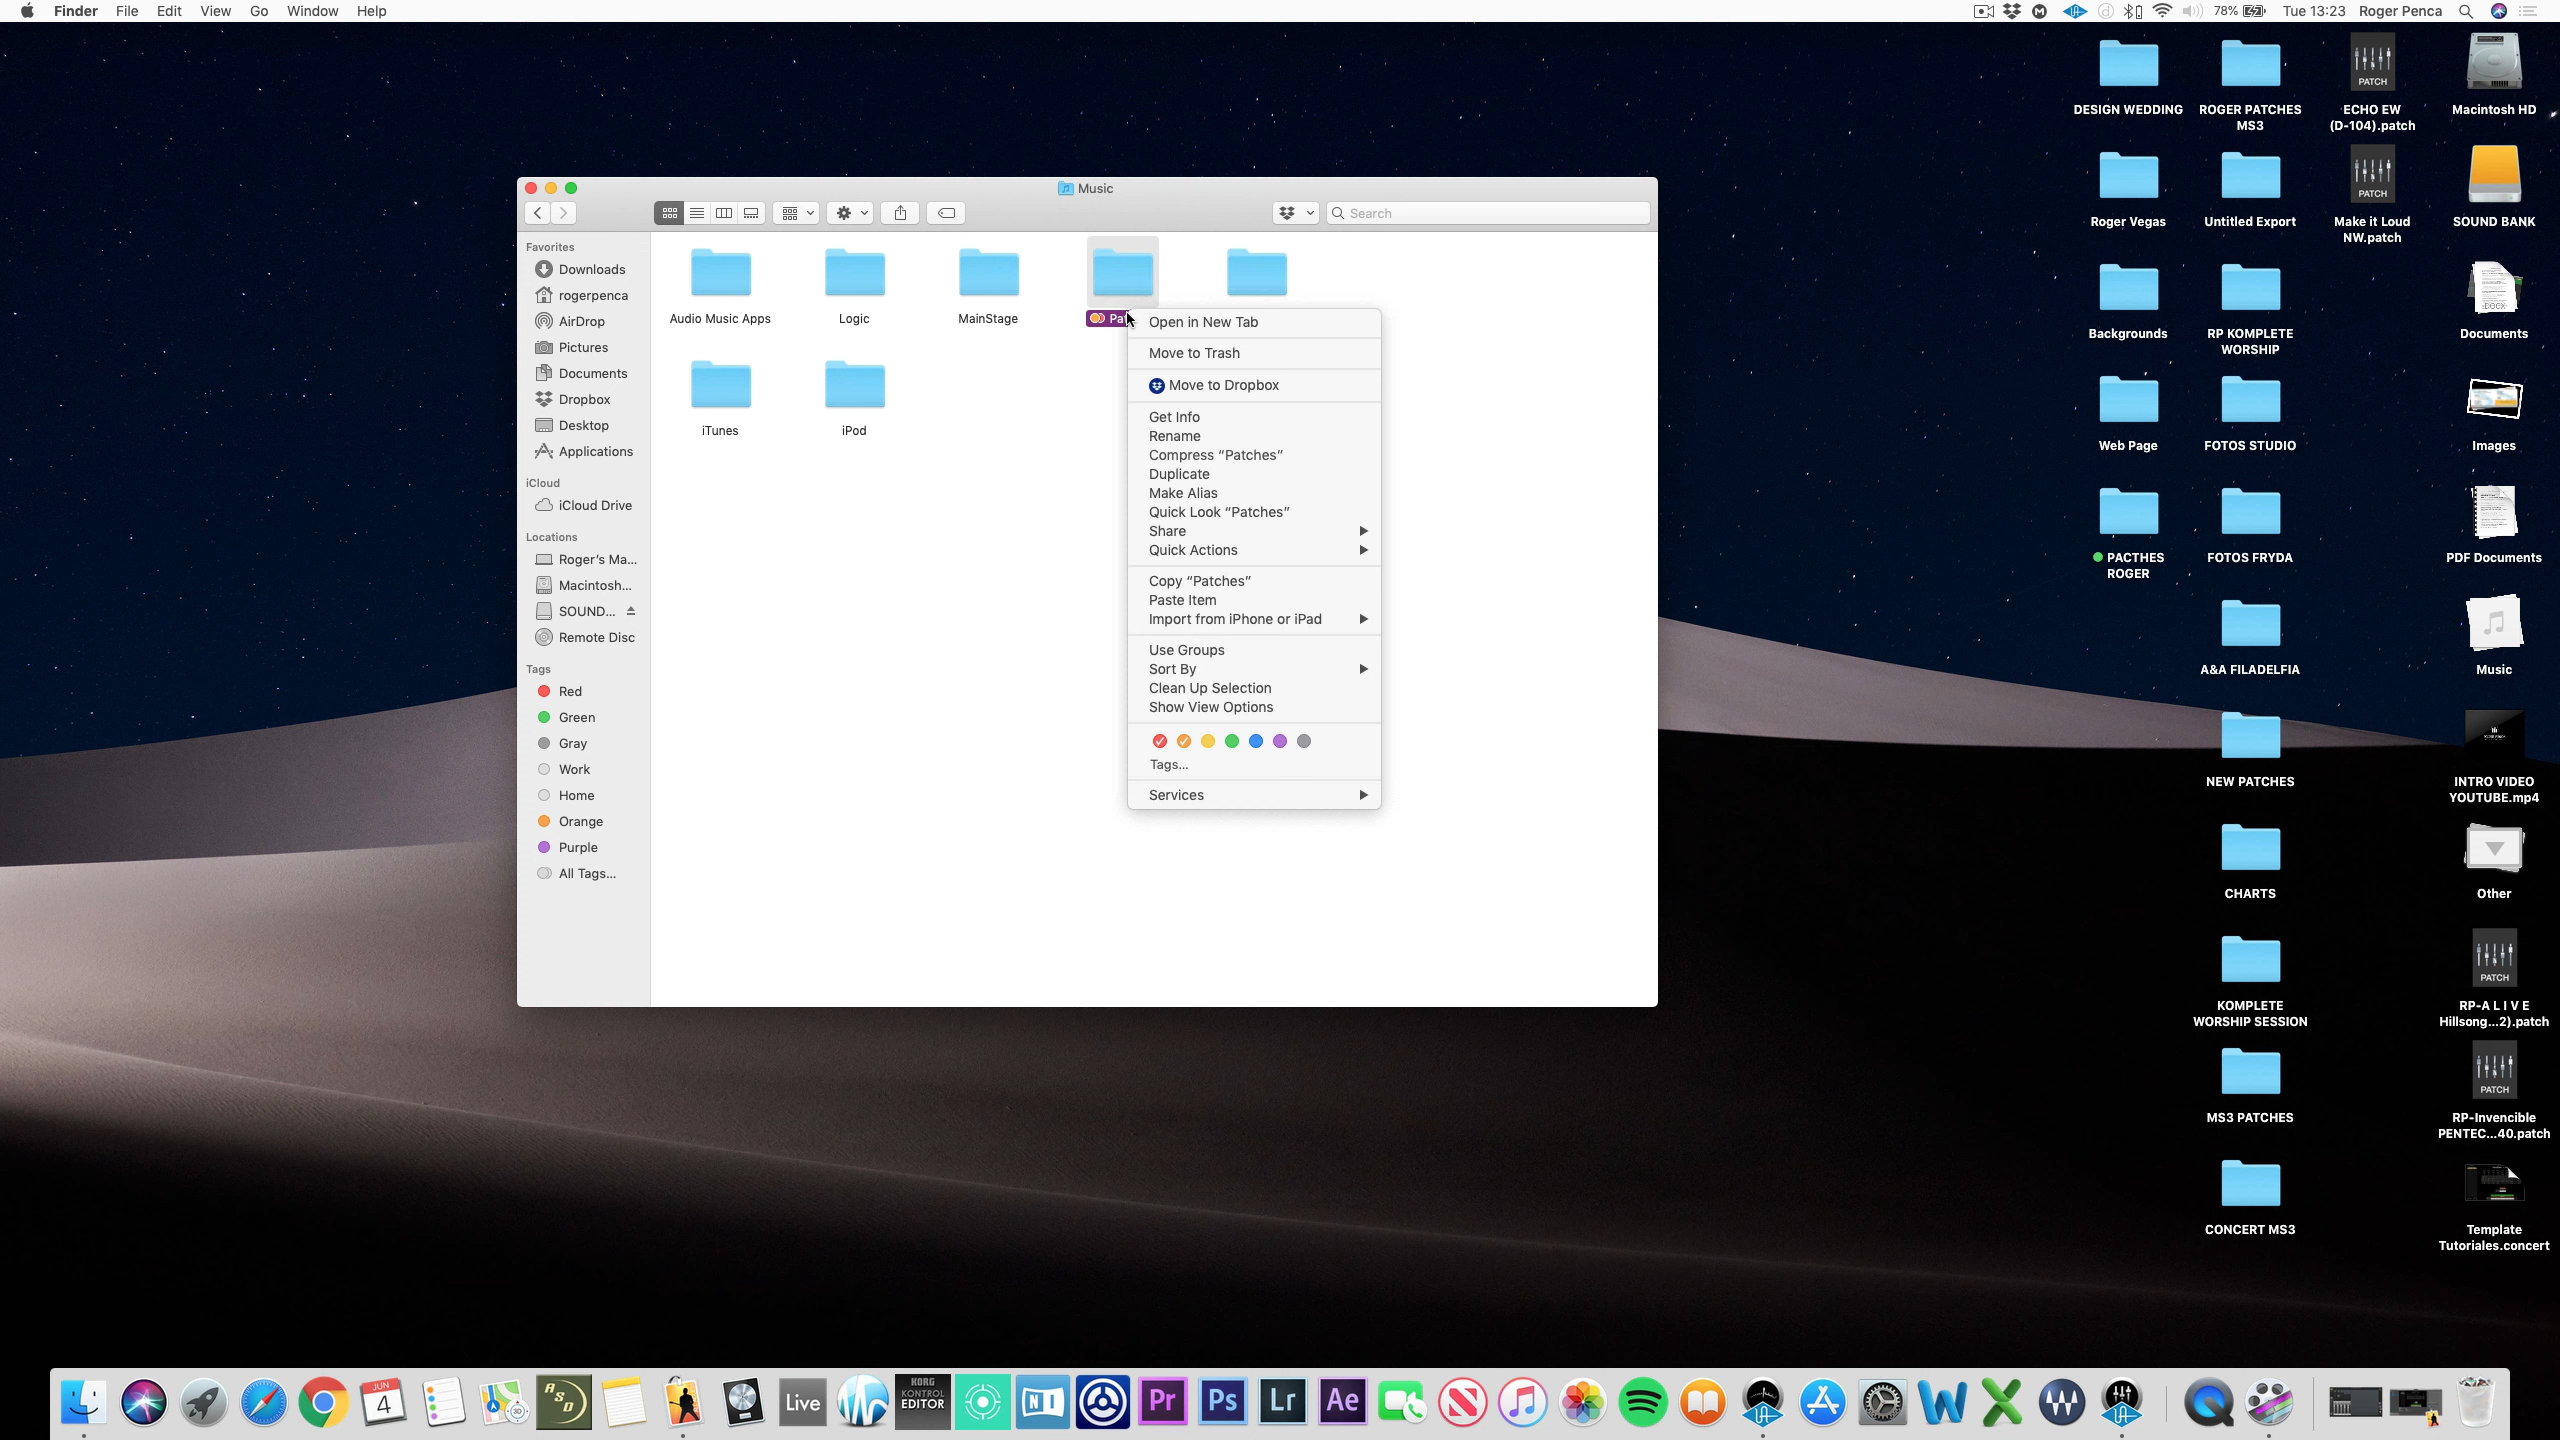 Finder File Edit View Go Window Help
78% Tue 13:23 Roger Penca
Music
Search
Favorites
Downloads
rogerpenca
AirDrop
Pictures
Documents
Dropbox
Desktop
Applications
iCloud
iCloud Drive
Locations
Roger's Ma...
Macintosh...
SOUND...
Remote Disc
Tags
Red
Green
Gray
Work
Home
Orange
Purple
All Tags...
Audio Music Apps
Logic
MainStage
iTunes
iPod
Open in New Tab
Move to Trash
Move to Dropbox
Get Info
Rename
Compress “Patches”
Duplicate
Make Alias
Quick Look “Patches”
Share
Quick Actions
Copy “Patches”
Paste Item
Import from iPhone or iPad
Use Groups
Sort By
Clean Up Selection
Show View Options
Tags...
Services
DESIGN WEDDING
Roger Vegas
Backgrounds
Web Page
PACTHES
ROGER
ROGER PATCHES
MS3
Untitled Export
RP KOMPLETE
WORSHIP
FOTOS STUDIO
FOTOS FRYDA
A&A FILADELFIA
NEW PATCHES
CHARTS
KOMPLETE
WORSHIP SESSION
MS3 PATCHES
CONCERT MS3
PATCH
ECHO EW
(D-104).patch
PATCH
Make it Loud
NW.patch
Macintosh HD
SOUND BANK
DOCX
Documents
Images
PDF Documents
Music
INTRO VIDEO
YOUTUBE.mp4
Other
PATCH
RP-A L I V E
Hillsong...2).patch
PATCH
RP-Invencible
PENTEC...40.patch
Template
Tutoriales.concert
JUN
4
3D
A S D
Live
KORG
KONTROL
EDITOR
Pr
Ps
Lr
Ae